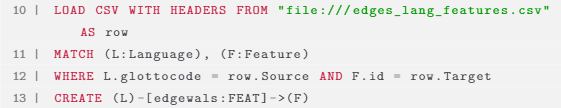 10 | LOAD CSV WITH HEADERS FROM "file:///edges_lang_features.csv"
AS row
11 | MATCH (L:Language), (F:Feature)
12 | WHERE L.glottocode = row.Source AND F.id = row.Target
13 | CREATE (L)-[edgewals:FEAT]->(F)